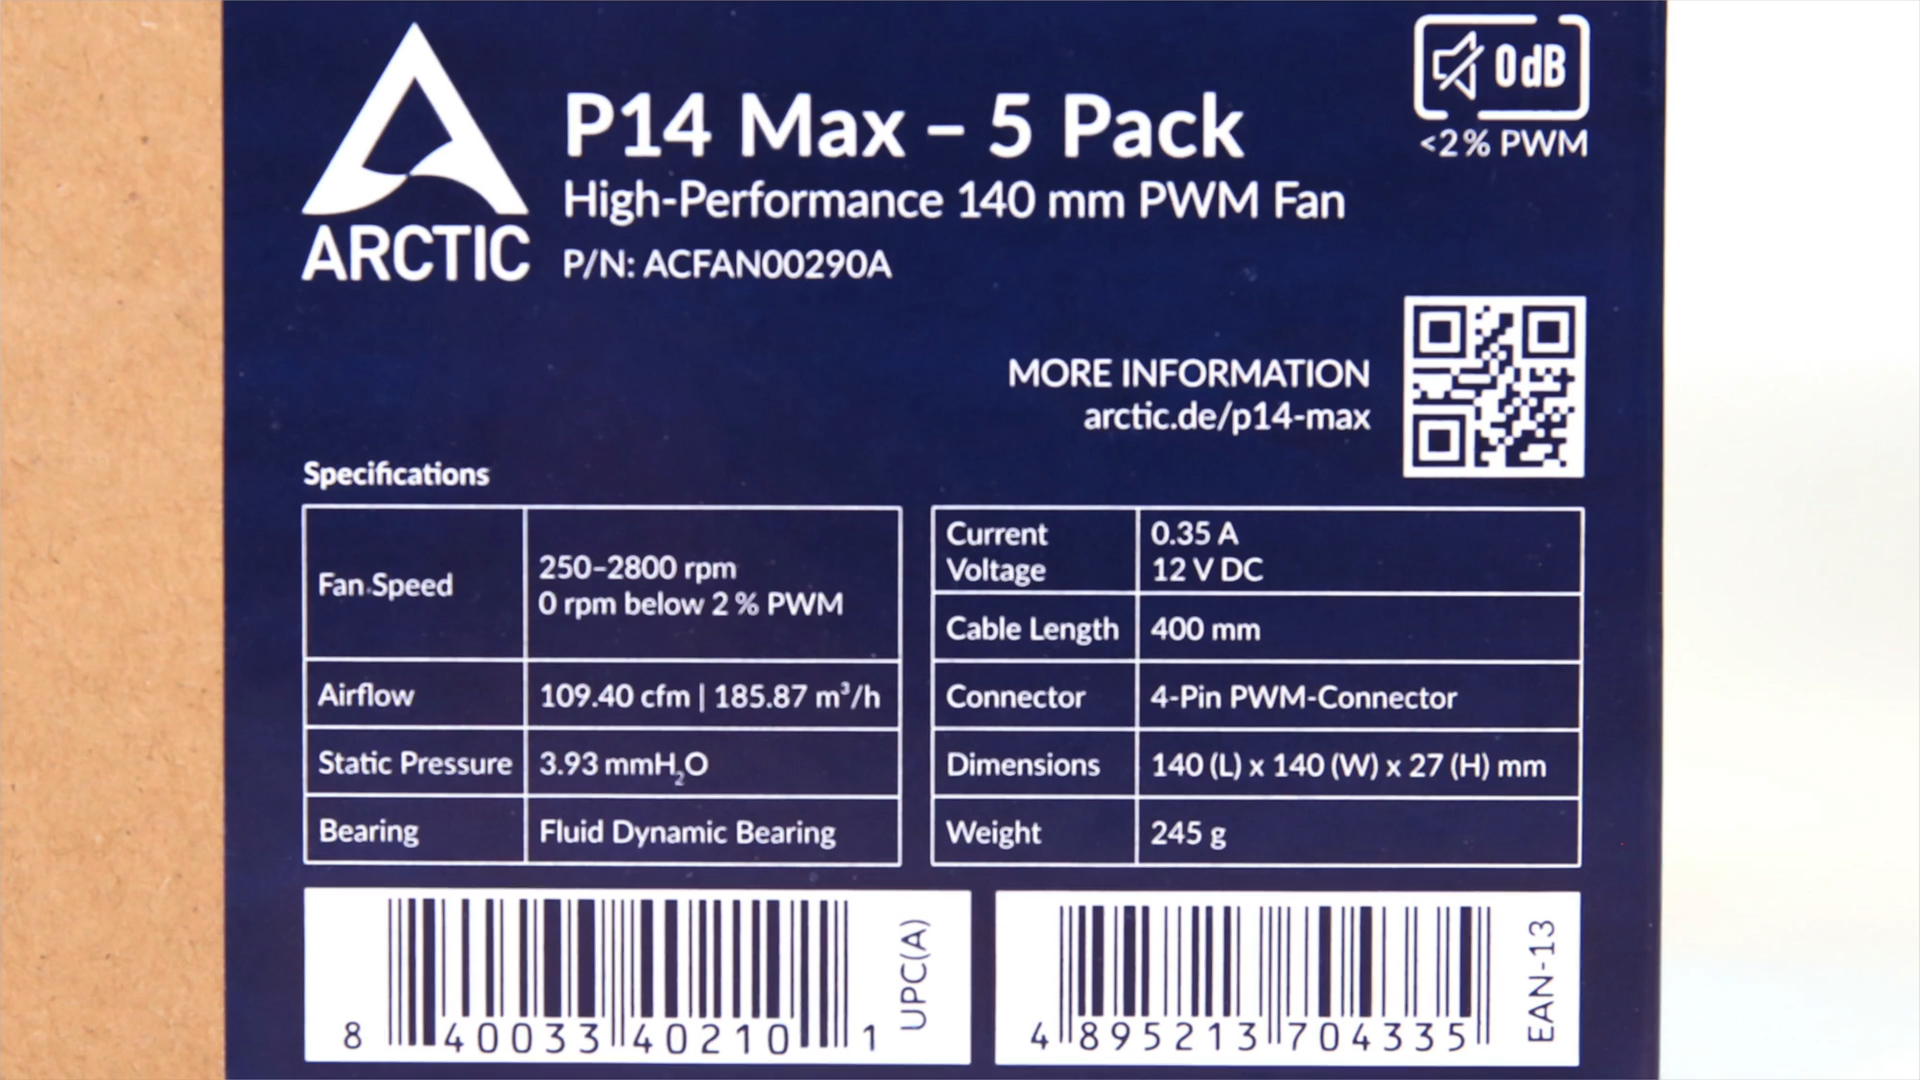 ARCTIC
P14 Max – 5 Pack
High-Performance 140 mm PWM Fan
P/N: ACFAN00290A
0dB
<2% PWM
MORE INFORMATION
arctic.de/p14-max
Specifications
Fan Speed
250–2800 rpm
0 rpm below 2% PWM
Airflow
109.40 cfm | 185.87 m³/h
Static Pressure
3.93 mmH₂O
Bearing
Fluid Dynamic Bearing
Current
0.35 A
Voltage
12 V DC
Cable Length
400 mm
Connector
4-Pin PWM-Connector
Dimensions
140 (L) x 140 (W) x 27 (H) mm
Weight
245 g
8 40033 40210 1
UPC(A)
4 895213 704335
EAN-13